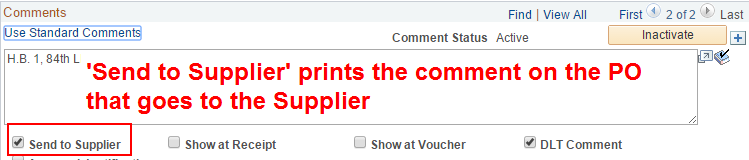 Comments Find | View All First 2 of 2 Last
Use Standard Comments Comment Status Active Inactivate
H.B. 1, 84th L
'Send to Supplier' prints the comment on the PO
that goes to the Supplier
Send to Supplier Show at Receipt Show at Voucher DLT Comment